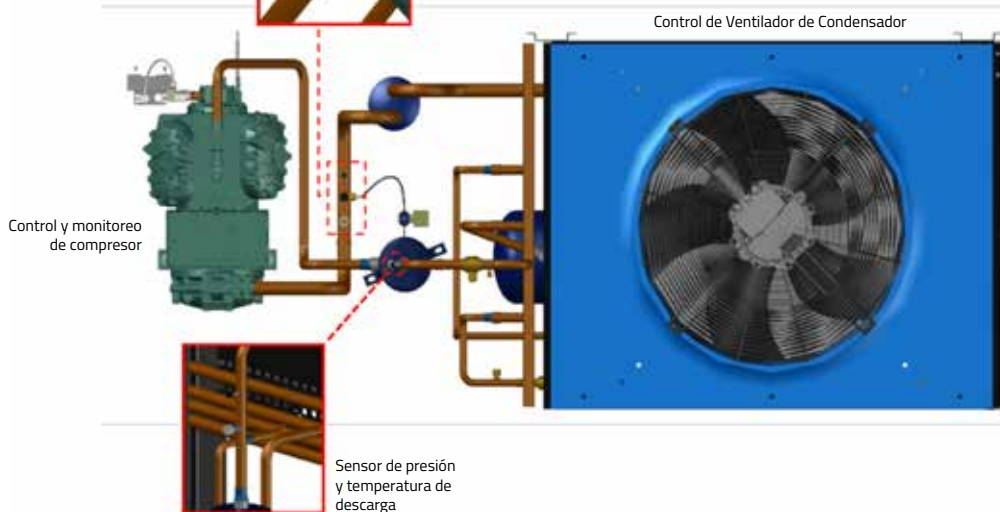 Control de Ventilador de Condensador
Control y monitoreo
de compresor
Sensor de presión
y temperatura de
descarga